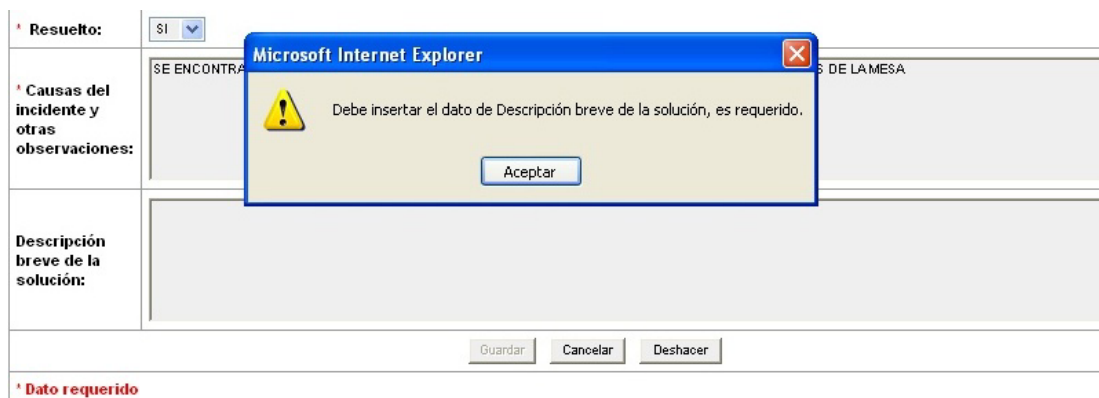 * Resuelto:
SI
Microsoft Internet Explorer
SE ENCONTRA
S DE LA MESA
* Causas del
incidente y
otras
observaciones:
Debe insertar el dato de Descripción breve de la solución, es requerido.
Aceptar
Descripción
breve de la
solución:
Guardar
Cancelar
Deshacer
* Dato requerido